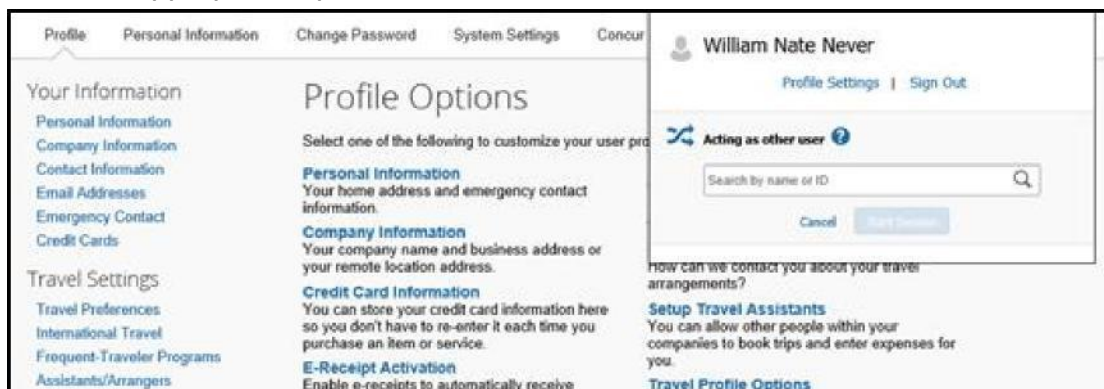 Profile Personal Information Change Password System Settings Concur
William Nate Never
Profile Settings | Sign Out
Acting as other user ?
Search by name or ID
Cancel Start Session
Your Information
Personal Information
Company Information
Contact Information
Email Addresses
Emergency Contact
Credit Cards
Travel Settings
Travel Preferences
International Travel
Frequent-Traveler Programs
Assistants/Arrangers
Profile Options
Select one of the following to customize your user pro
Personal Information
Your home address and emergency contact
information.
Company Information
Your company name and business address or
your remote location address.
Credit Card Information
You can store your credit card information here
so you don't have to re-enter it each time you
purchase an item or service.
E-Receipt Activation
Enable e-receipts to automatically receive
How can we contact you about your travel
arrangements?
Setup Travel Assistants
You can allow other people within your
companies to book trips and enter expenses for
you.
Travel Profile Options